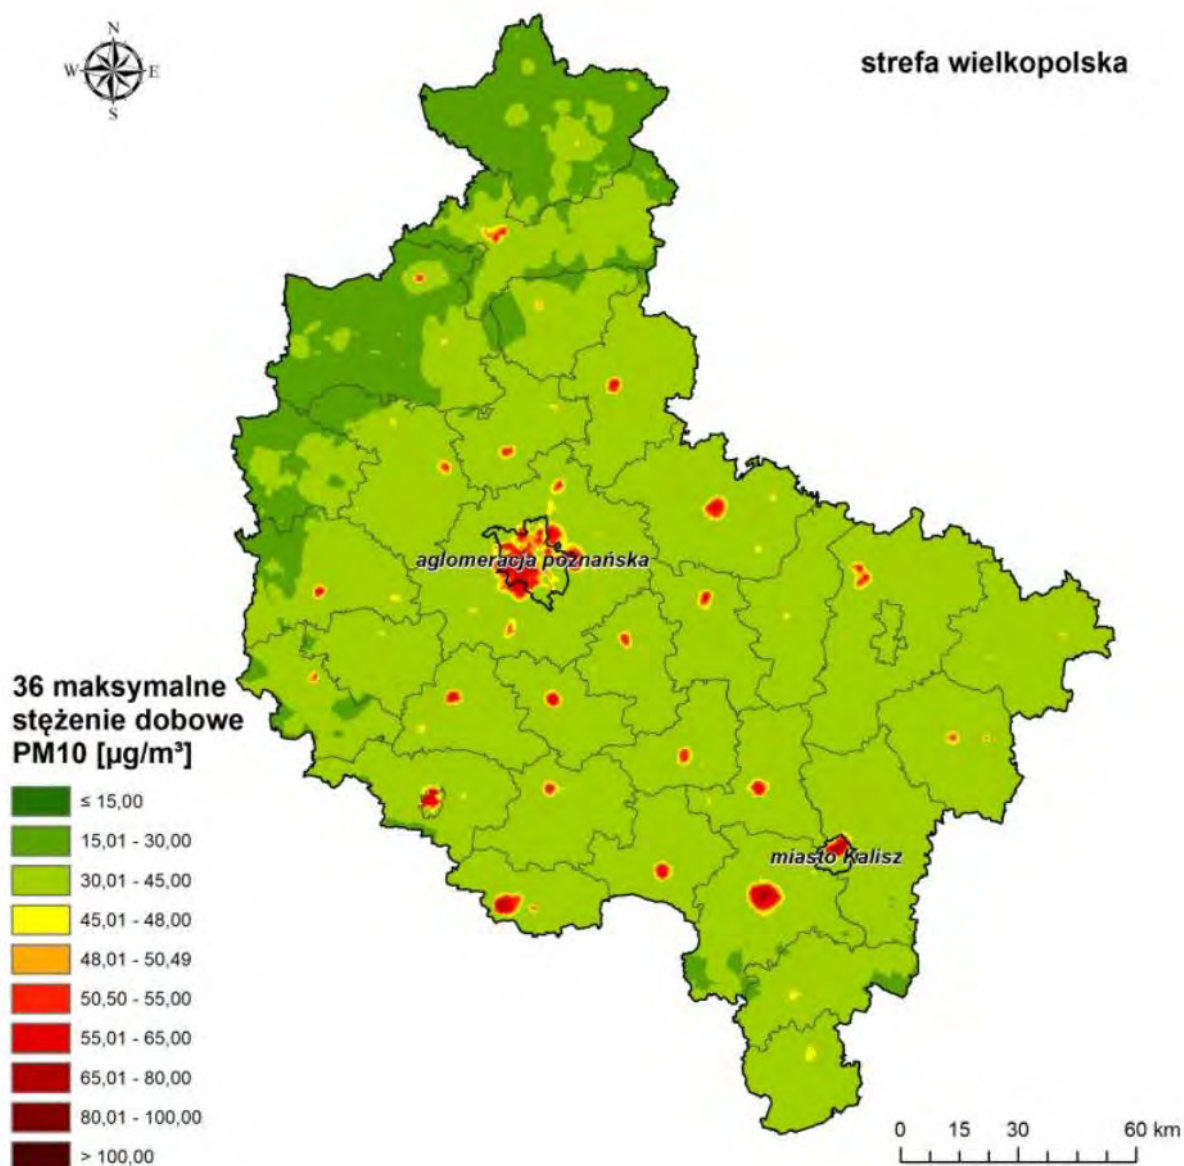 N
W E
S
strefa wielkopolska
aglomeracja poznańska
36 maksymalne
stężenie dobowe
PM10 [µg/m³]
≤ 15,00
15,01 - 30,00
30,01 - 45,00
45,01 - 48,00
48,01 - 50,49
50,50 - 55,00
55,01 - 65,00
65,01 - 80,00
80,01 - 100,00
> 100,00
miasto Kalisz
0 15 30 60 km